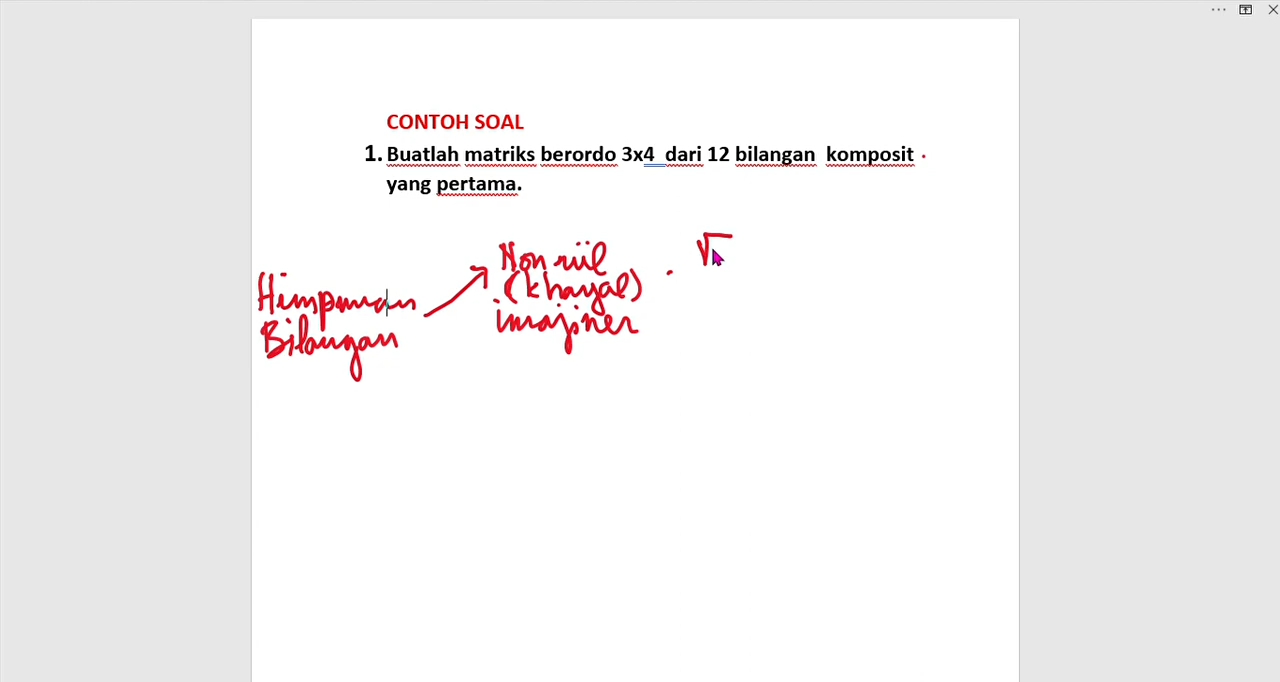 CONTOH SOAL
1. Buatlah matriks berordo 3x4 dari 12 bilangan komposit
yang pertama.
Non riil
(khayal)
imajiner
Himpunan
Bilangan
√